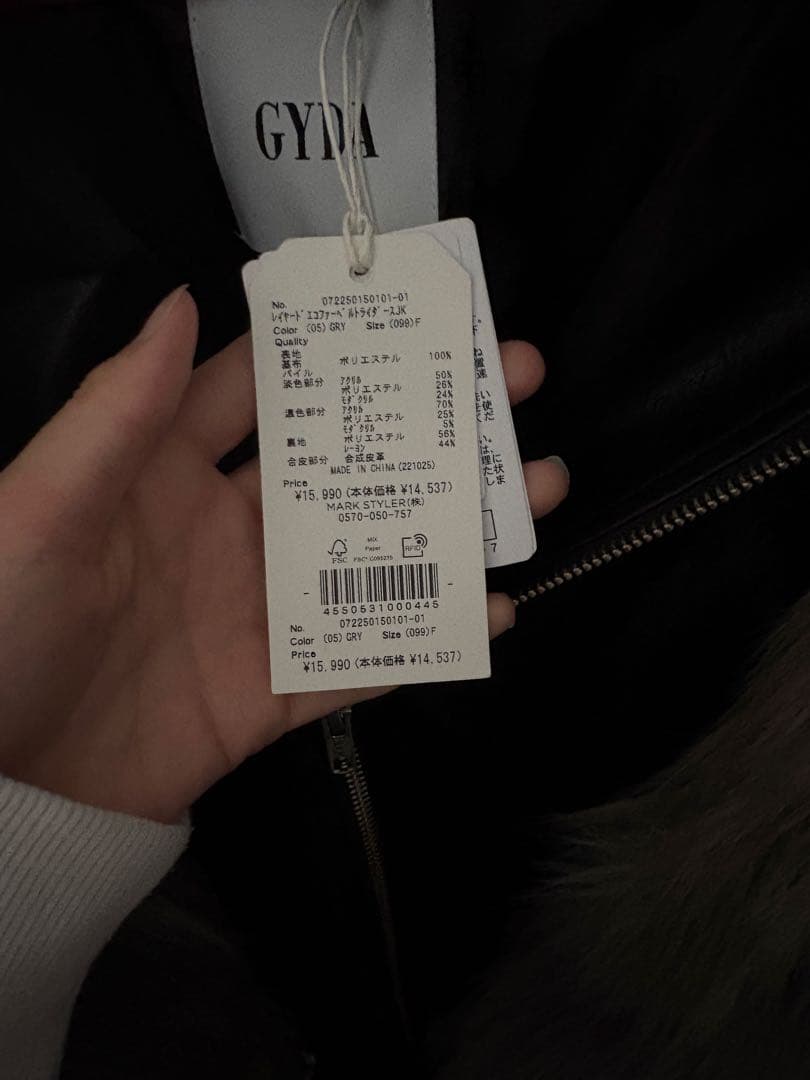 GYDA
No. 072250150101-01
ﾚｲﾔｰﾄﾞｴｺﾌｧｰﾍﾞﾙﾄﾗｲﾀﾞｰｽJK
Color (05) GRY Size (099)F
Quality
表地
基布 ポリエステル 100%
パイル
淡色部分 ｱｸﾘﾙ 50%
ポリエステル 26%
ﾓﾀﾞｸﾘﾙ 24%
濃色部分 ｱｸﾘﾙ 70%
ポリエステル 25%
ﾓﾀﾞｸﾘﾙ 5%
裏地 ポリエステル 56%
ﾚｰﾖﾝ 44%
合皮部分 合成皮革
MADE IN CHINA (221025)
Price
¥15,990 (本体価格 ¥14,537)
MARK STYLER(株)
0570-050-757
FSC
MIX
Paper
FSC® C095275
RFID
4550531000445
No. 072250150101-01
Color (05) GRY Size (099)F
Price
¥15,990 (本体価格 ¥14,537)